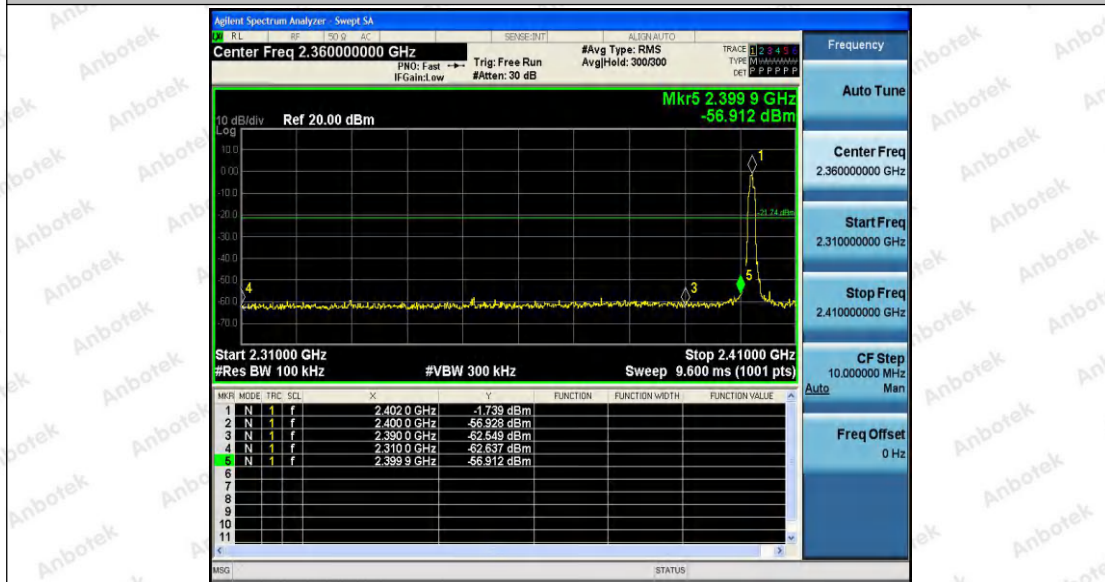 Agilent Spectrum Analyzer - Swept SA
RL RF 50 Ω AC SENSE:INT ALIGN AUTO
Center Freq 2.360000000 GHz
PNO: Fast
IFGain:Low
Trig: Free Run
#Atten: 30 dB
#Avg Type: RMS
Avg|Hold: 300/300
TRACE 1 2 3 4 5 6
TYPE M
DET P P P P P P
Mkr5 2.399 9 GHz
-56.912 dBm
10 dB/div Ref 20.00 dBm
Log
10.0
0.00
-10.0
-20.0
-30.0
-40.0
-50.0
-60.0
-70.0
1
-21.74 dBm
4
3
5
Start 2.31000 GHz Stop 2.41000 GHz
#Res BW 100 kHz #VBW 300 kHz Sweep 9.600 ms (1001 pts)
MKR MODE TRC SCL X Y FUNCTION FUNCTION WIDTH FUNCTION VALUE
1 N 1 f 2.402 0 GHz -1.739 dBm
2 N 1 f 2.400 0 GHz -56.928 dBm
3 N 1 f 2.390 0 GHz -62.549 dBm
4 N 1 f 2.310 0 GHz -62.637 dBm
5 N 1 f 2.399 9 GHz -56.912 dBm
6
7
8
9
10
11
MSG STATUS
Frequency
Auto Tune
Center Freq
2.360000000 GHz
Start Freq
2.310000000 GHz
Stop Freq
2.410000000 GHz
CF Step
10.000000 MHz
Auto Man
Freq Offset
0 Hz
Anbotek